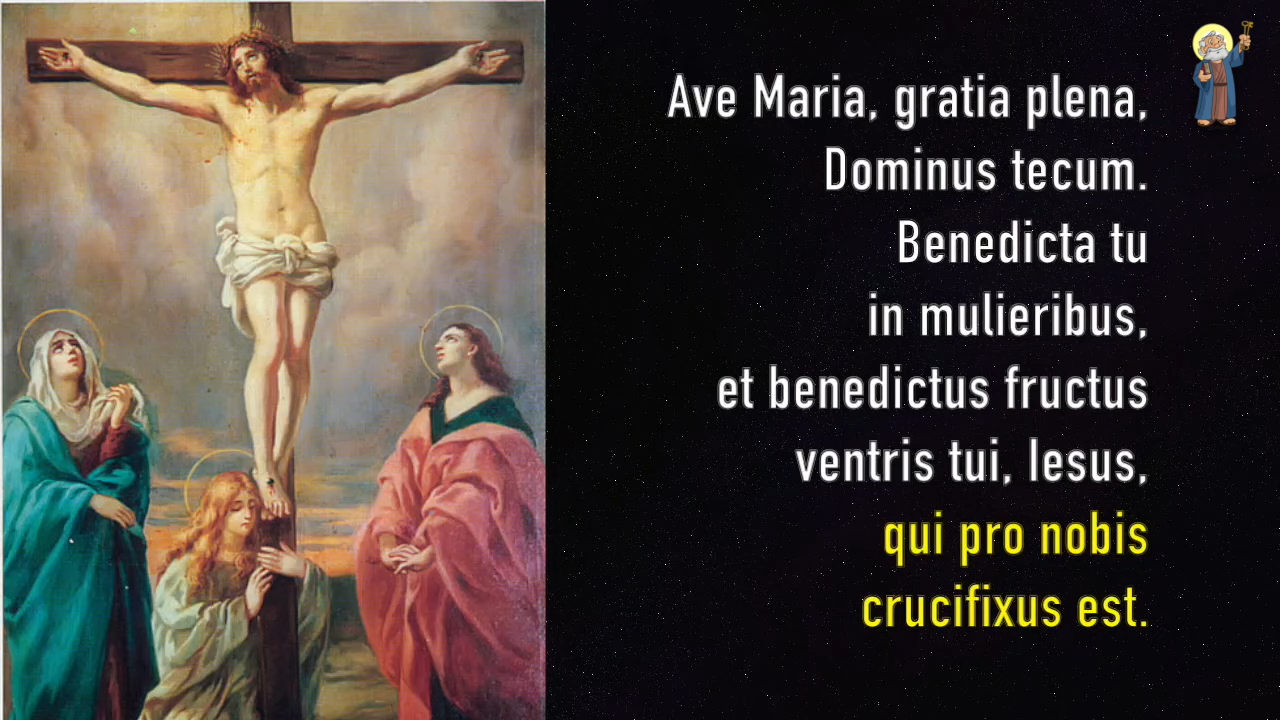 Ave Maria, gratia plena,
Dominus tecum.
Benedicta tu
in mulieribus,
et benedictus fructus
ventris tui, Iesus,
qui pro nobis
crucifixus est.